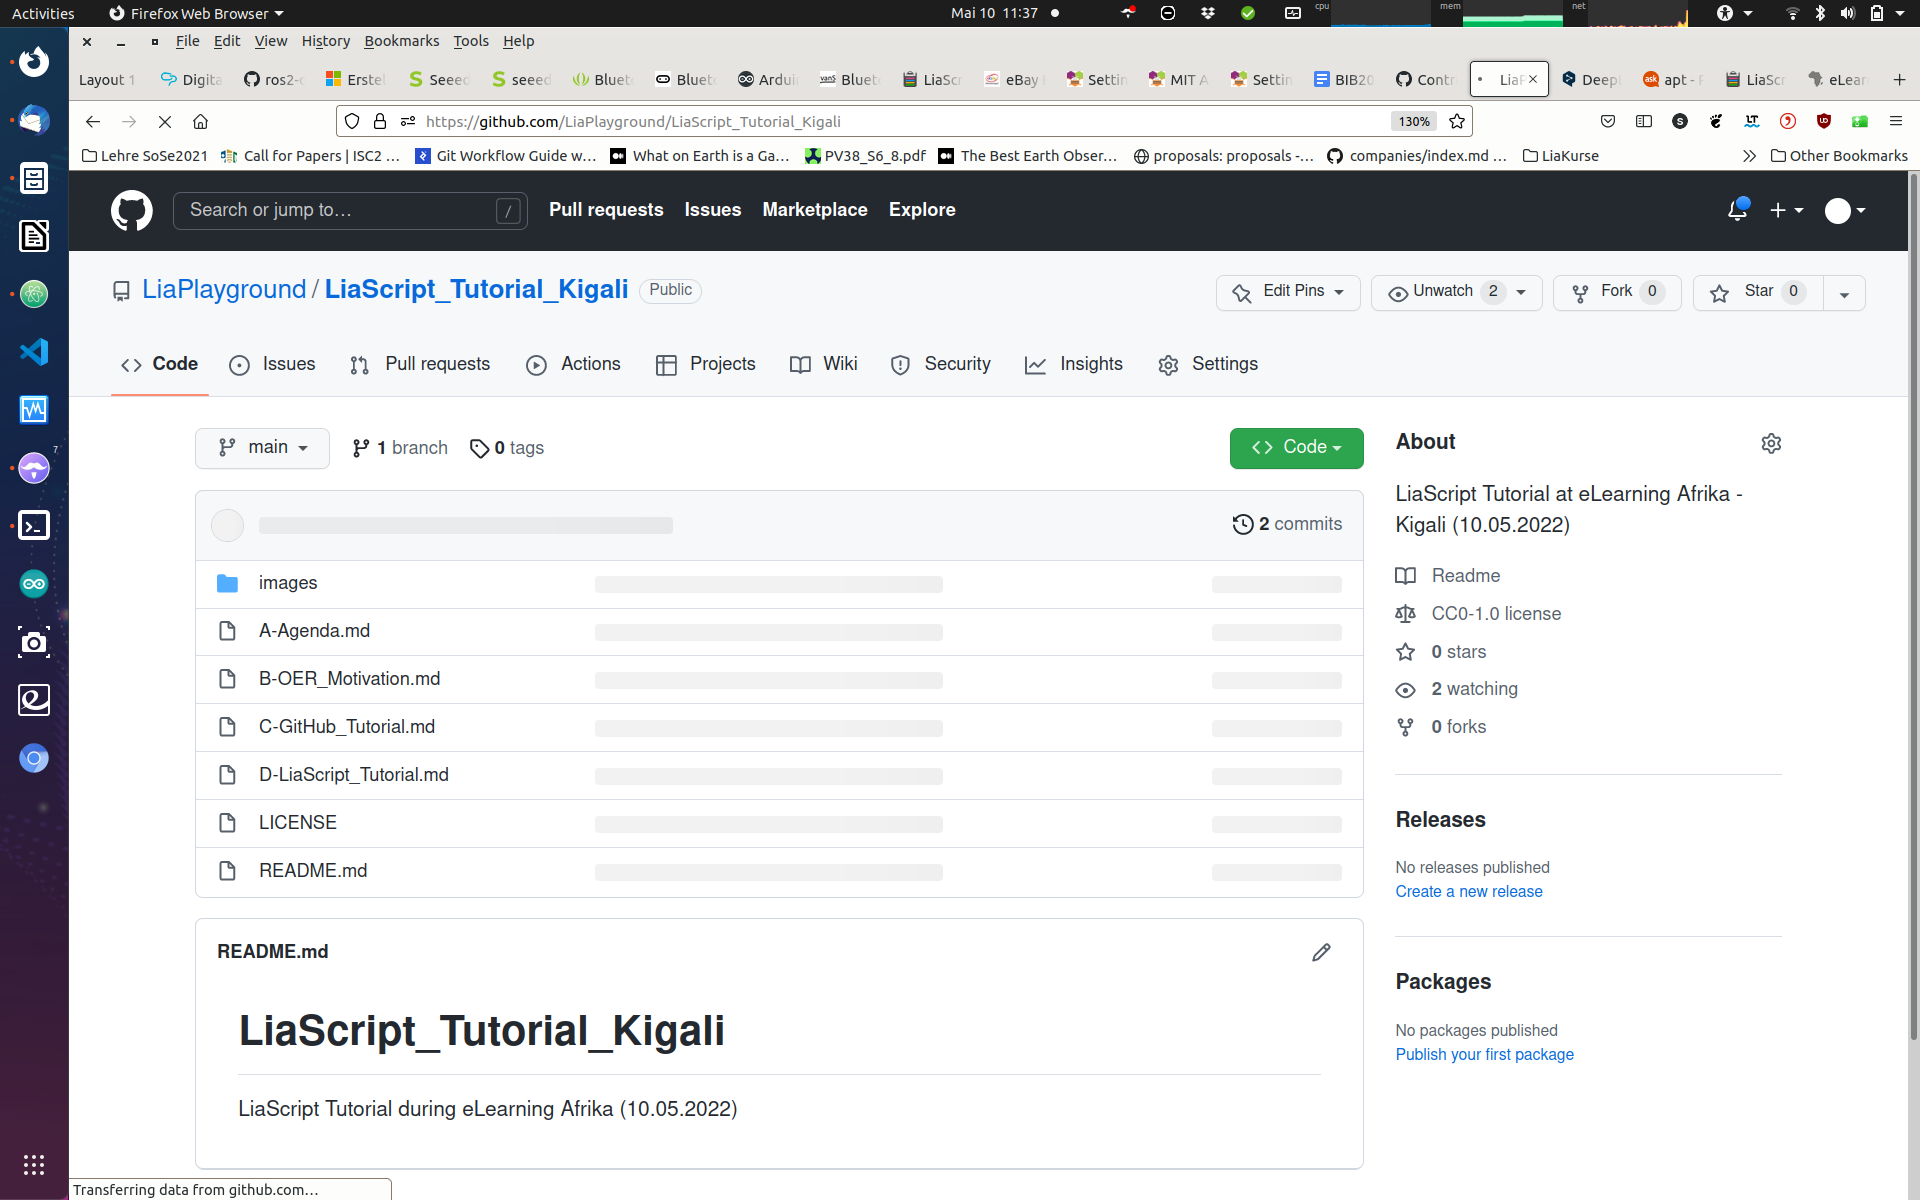 Activities
Firefox Web Browser
Mai 10 11:37
cpu
mem
net
File Edit View History Bookmarks Tools Help
Layout 1
Digita
ros2-c
Erstel
Seeed
seeed
Bluet
Bluet
Ardui
Bluet
LiaScr
eBay
Settin
MIT A
Settin
BIB20
Contr
LiaP
DeepL
apt - F
LiaScr
eLear
https://github.com/LiaPlayground/LiaScript_Tutorial_Kigali
130%
Lehre SoSe2021
Call for Papers | ISC2 ...
Git Workflow Guide w...
What on Earth is a Ga...
PV38_S6_8.pdf
The Best Earth Obser...
proposals: proposals -...
companies/index.md ...
LiaKurse
Other Bookmarks
Search or jump to…
/
Pull requests Issues Marketplace Explore
LiaPlayground / LiaScript_Tutorial_Kigali
Public
Edit Pins
Unwatch 2
Fork 0
Star 0
Code
Issues
Pull requests
Actions
Projects
Wiki
Security
Insights
Settings
main
1 branch
0 tags
Code
2 commits
images
A-Agenda.md
B-OER_Motivation.md
C-GitHub_Tutorial.md
D-LiaScript_Tutorial.md
LICENSE
README.md
README.md
LiaScript_Tutorial_Kigali
LiaScript Tutorial during eLearning Afrika (10.05.2022)
About
LiaScript Tutorial at eLearning Afrika -
Kigali (10.05.2022)
Readme
CC0-1.0 license
0 stars
2 watching
0 forks
Releases
No releases published
Create a new release
Packages
No packages published
Publish your first package
7
Transferring data from github.com…